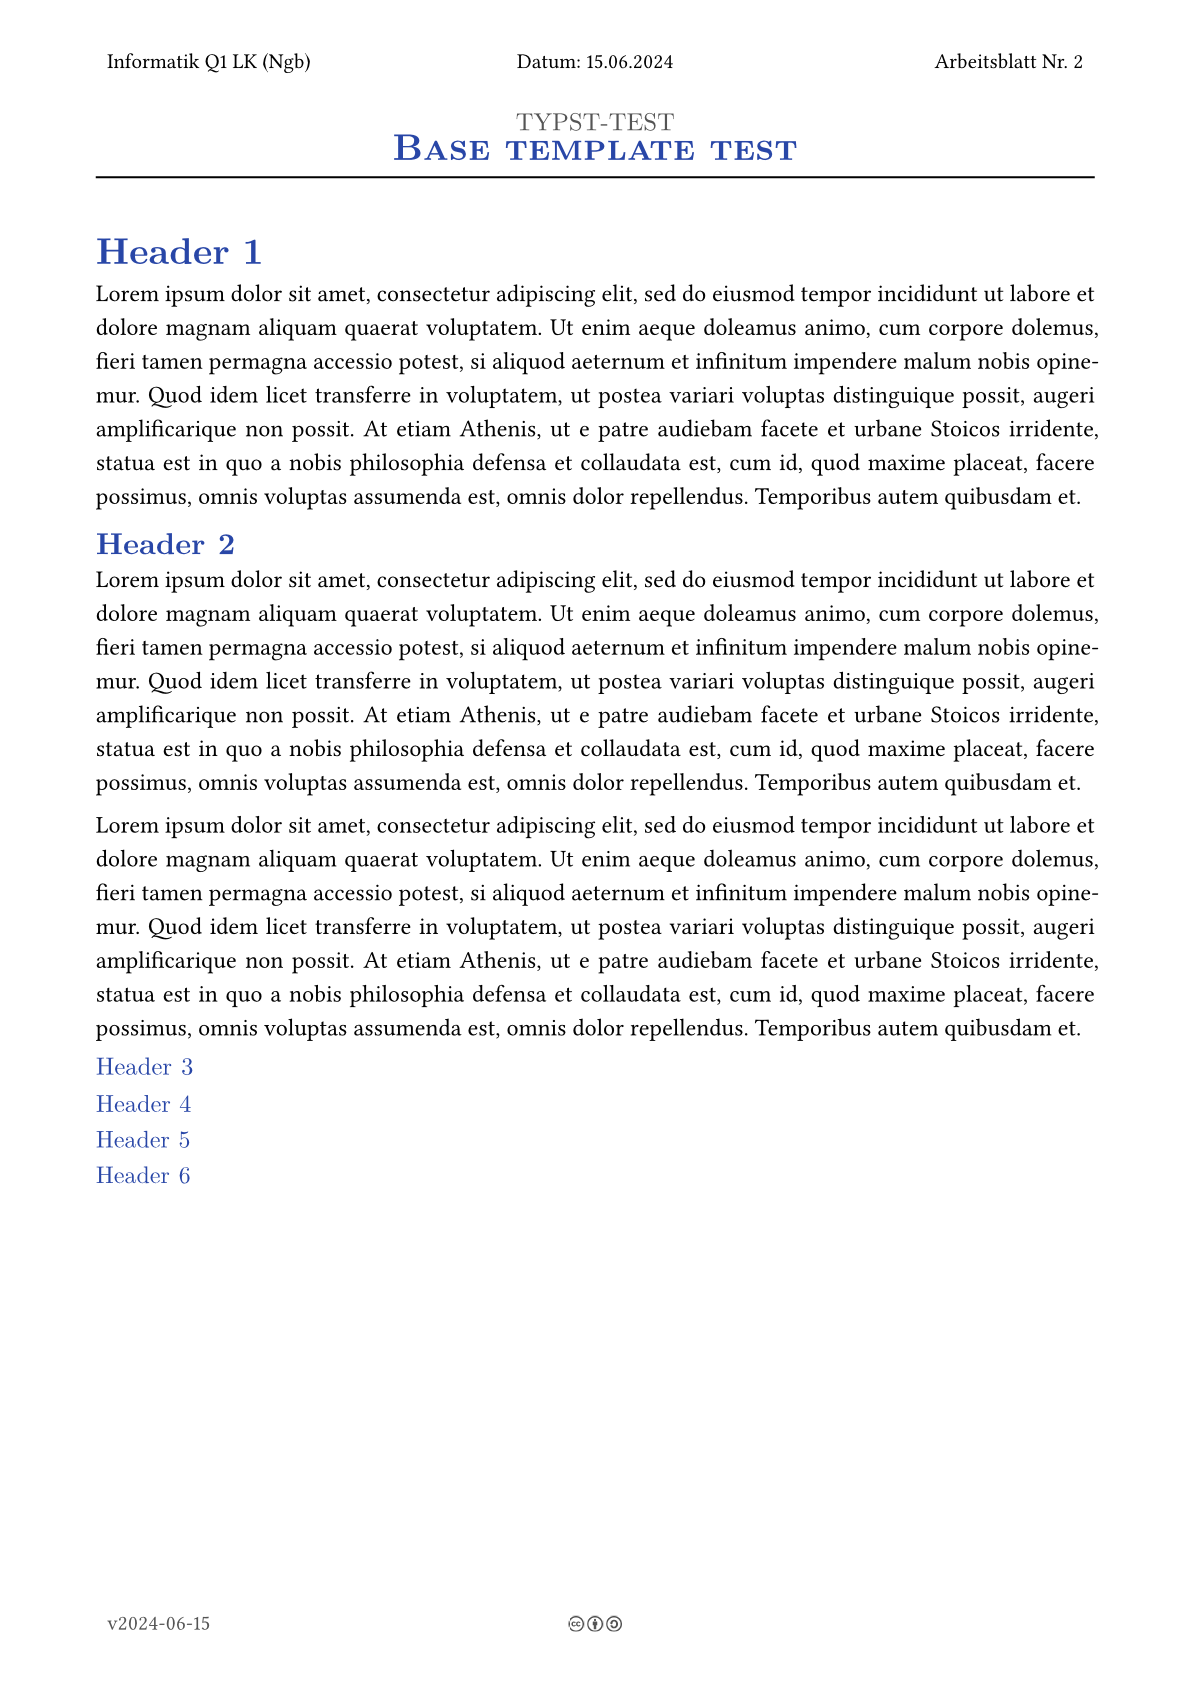 Informatik Q1 LK (Ngb) Datum: 15.06.2024 Arbeitsblatt Nr. 2
TYPST-TEST
Base template test
Header 1
Lorem ipsum dolor sit amet, consectetur adipiscing elit, sed do eiusmod tempor incididunt ut labore et
dolore magnam aliquam quaerat voluptatem. Ut enim aeque doleamus animo, cum corpore dolemus,
fieri tamen permagna accessio potest, si aliquod aeternum et infinitum impendere malum nobis opine-
mur. Quod idem licet transferre in voluptatem, ut postea variari voluptas distinguique possit, augeri
amplificarique non possit. At etiam Athenis, ut e patre audiebam facete et urbane Stoicos irridente,
statua est in quo a nobis philosophia defensa et collaudata est, cum id, quod maxime placeat, facere
possimus, omnis voluptas assumenda est, omnis dolor repellendus. Temporibus autem quibusdam et.
Header 2
Lorem ipsum dolor sit amet, consectetur adipiscing elit, sed do eiusmod tempor incididunt ut labore et
dolore magnam aliquam quaerat voluptatem. Ut enim aeque doleamus animo, cum corpore dolemus,
fieri tamen permagna accessio potest, si aliquod aeternum et infinitum impendere malum nobis opine-
mur. Quod idem licet transferre in voluptatem, ut postea variari voluptas distinguique possit, augeri
amplificarique non possit. At etiam Athenis, ut e patre audiebam facete et urbane Stoicos irridente,
statua est in quo a nobis philosophia defensa et collaudata est, cum id, quod maxime placeat, facere
possimus, omnis voluptas assumenda est, omnis dolor repellendus. Temporibus autem quibusdam et.
Lorem ipsum dolor sit amet, consectetur adipiscing elit, sed do eiusmod tempor incididunt ut labore et
dolore magnam aliquam quaerat voluptatem. Ut enim aeque doleamus animo, cum corpore dolemus,
fieri tamen permagna accessio potest, si aliquod aeternum et infinitum impendere malum nobis opine-
mur. Quod idem licet transferre in voluptatem, ut postea variari voluptas distinguique possit, augeri
amplificarique non possit. At etiam Athenis, ut e patre audiebam facete et urbane Stoicos irridente,
statua est in quo a nobis philosophia defensa et collaudata est, cum id, quod maxime placeat, facere
possimus, omnis voluptas assumenda est, omnis dolor repellendus. Temporibus autem quibusdam et.
Header 3
Header 4
Header 5
Header 6
v2024-06-15